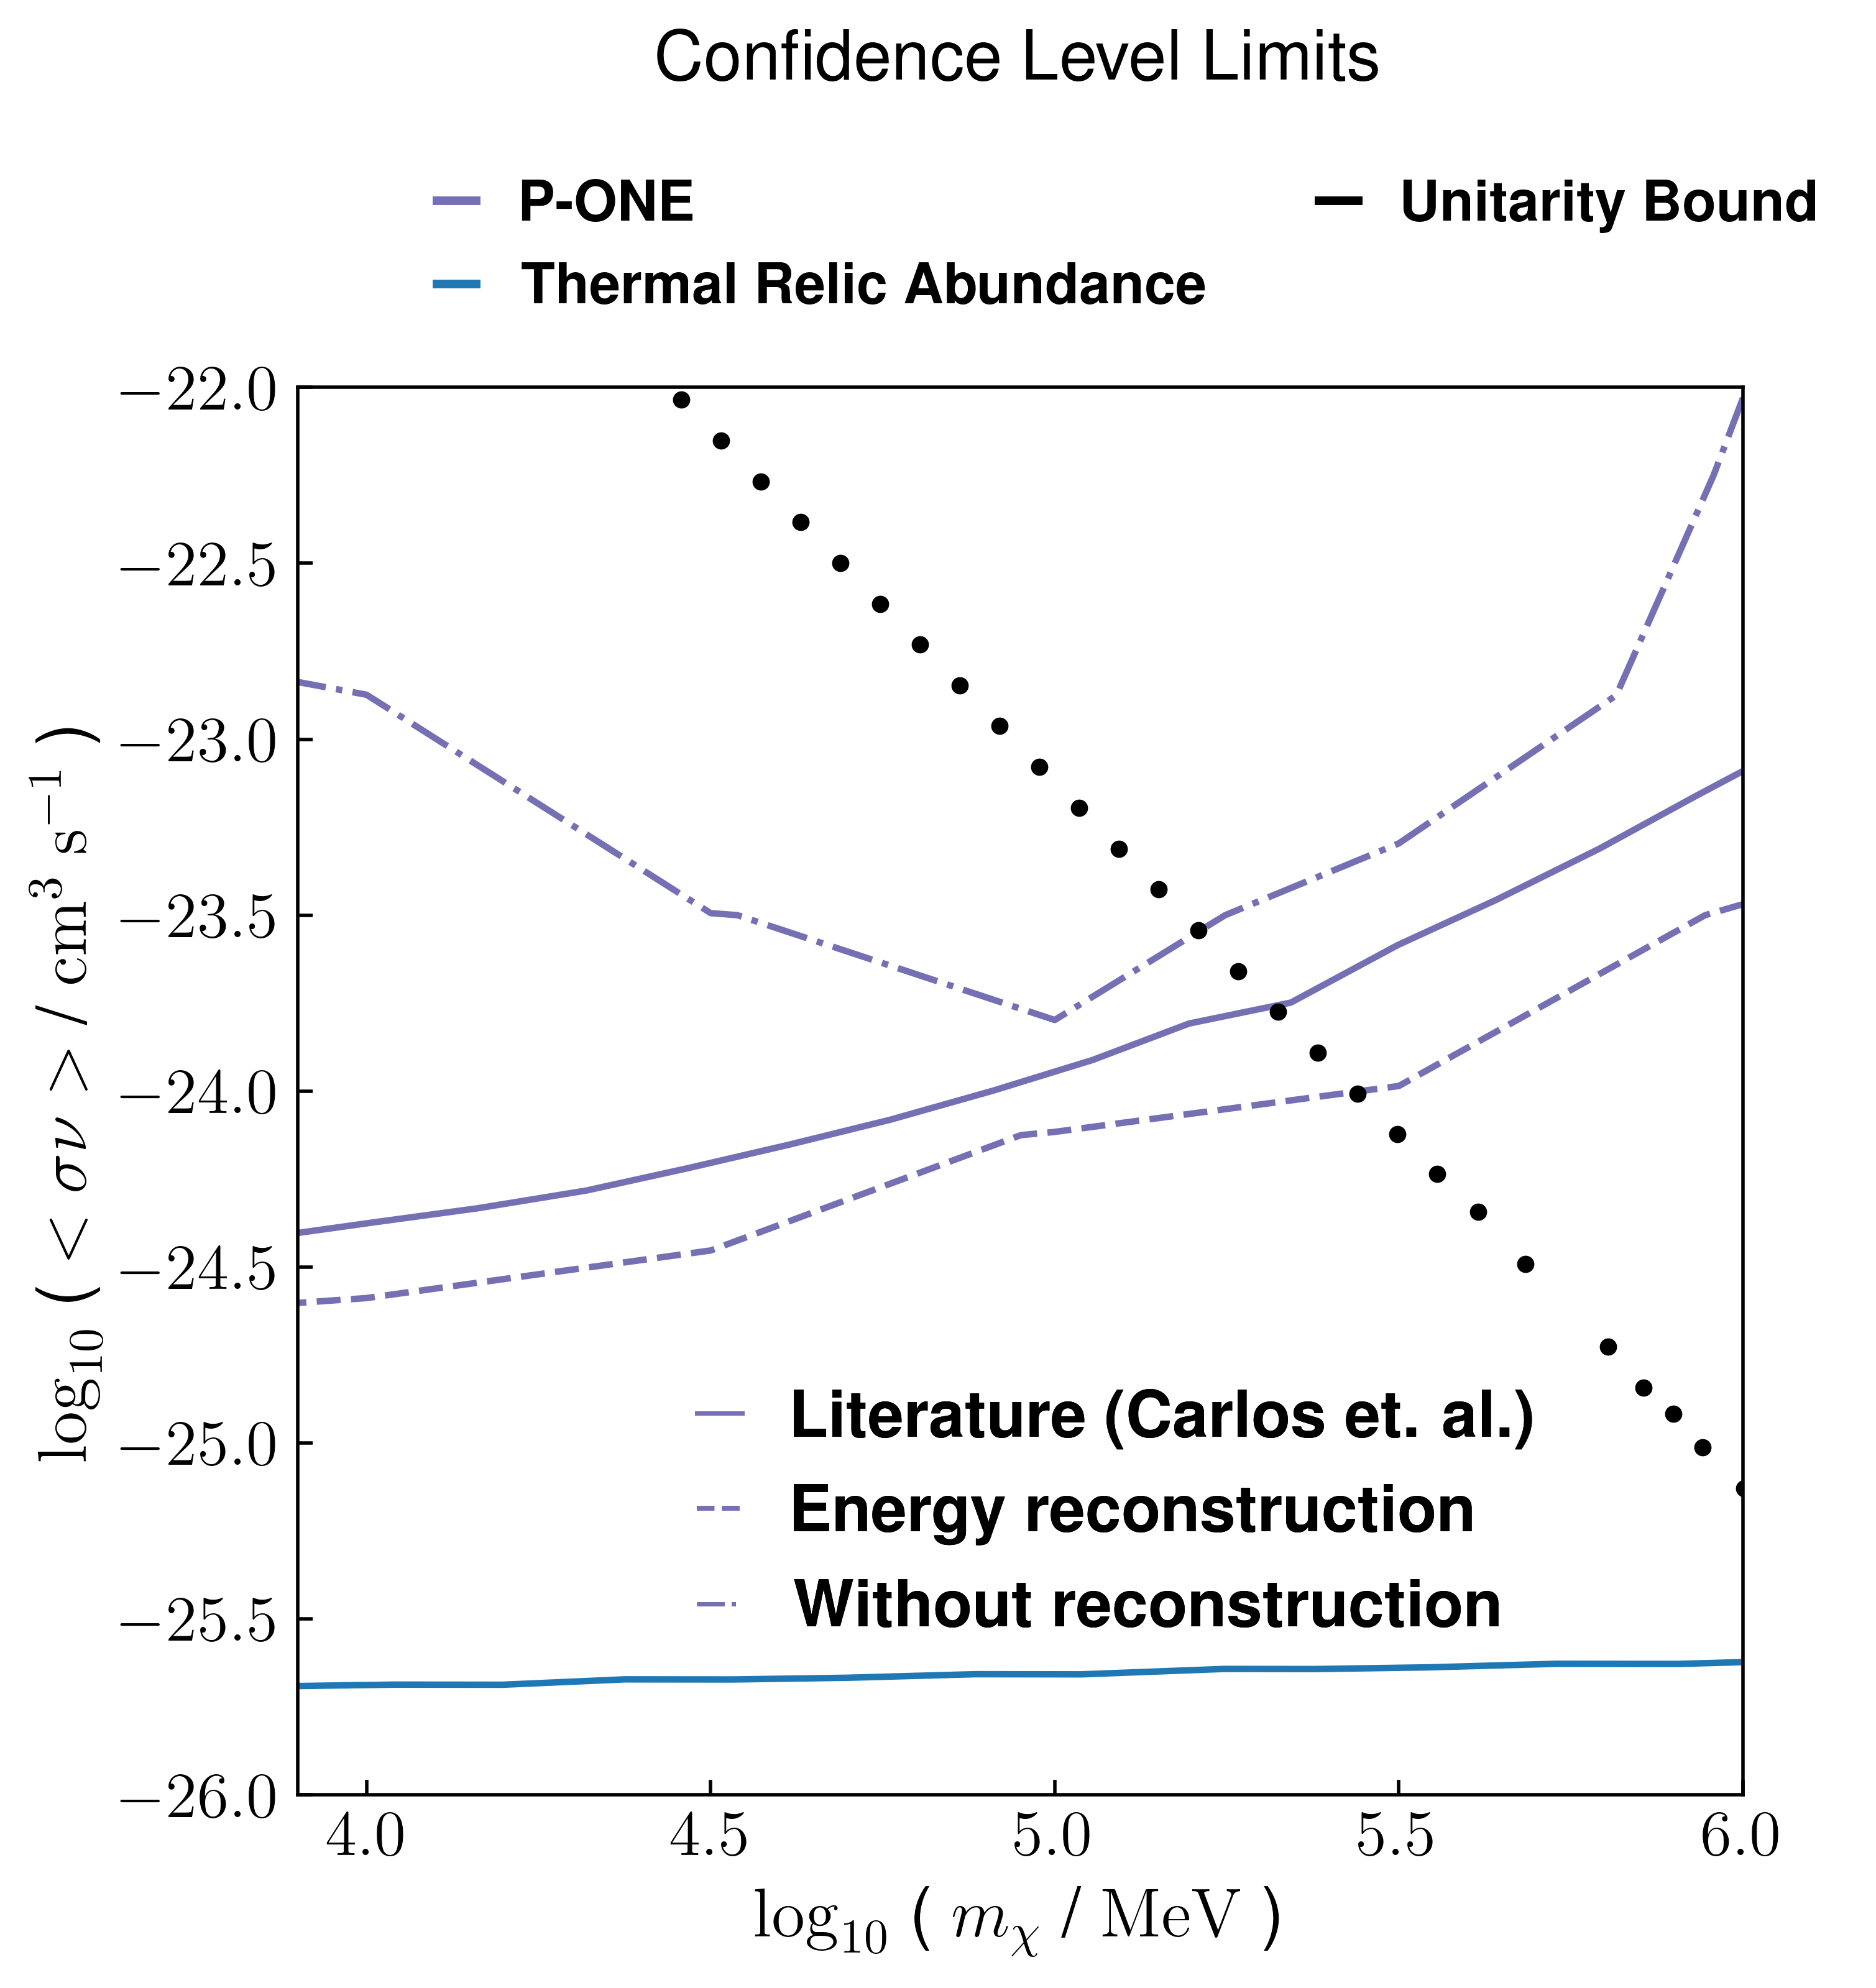 Confidence Level Limits
P-ONE
Unitarity Bound
Thermal Relic Abundance
−22.0
−22.5
−23.0
−23.5
−24.0
−24.5
−25.0
−25.5
−26.0
log₁₀ ( < σν > / cm³ s⁻¹ )
Literature (Carlos et. al.)
Energy reconstruction
Without reconstruction
4.0 4.5 5.0 5.5 6.0
log₁₀ ( mᵪ / MeV )